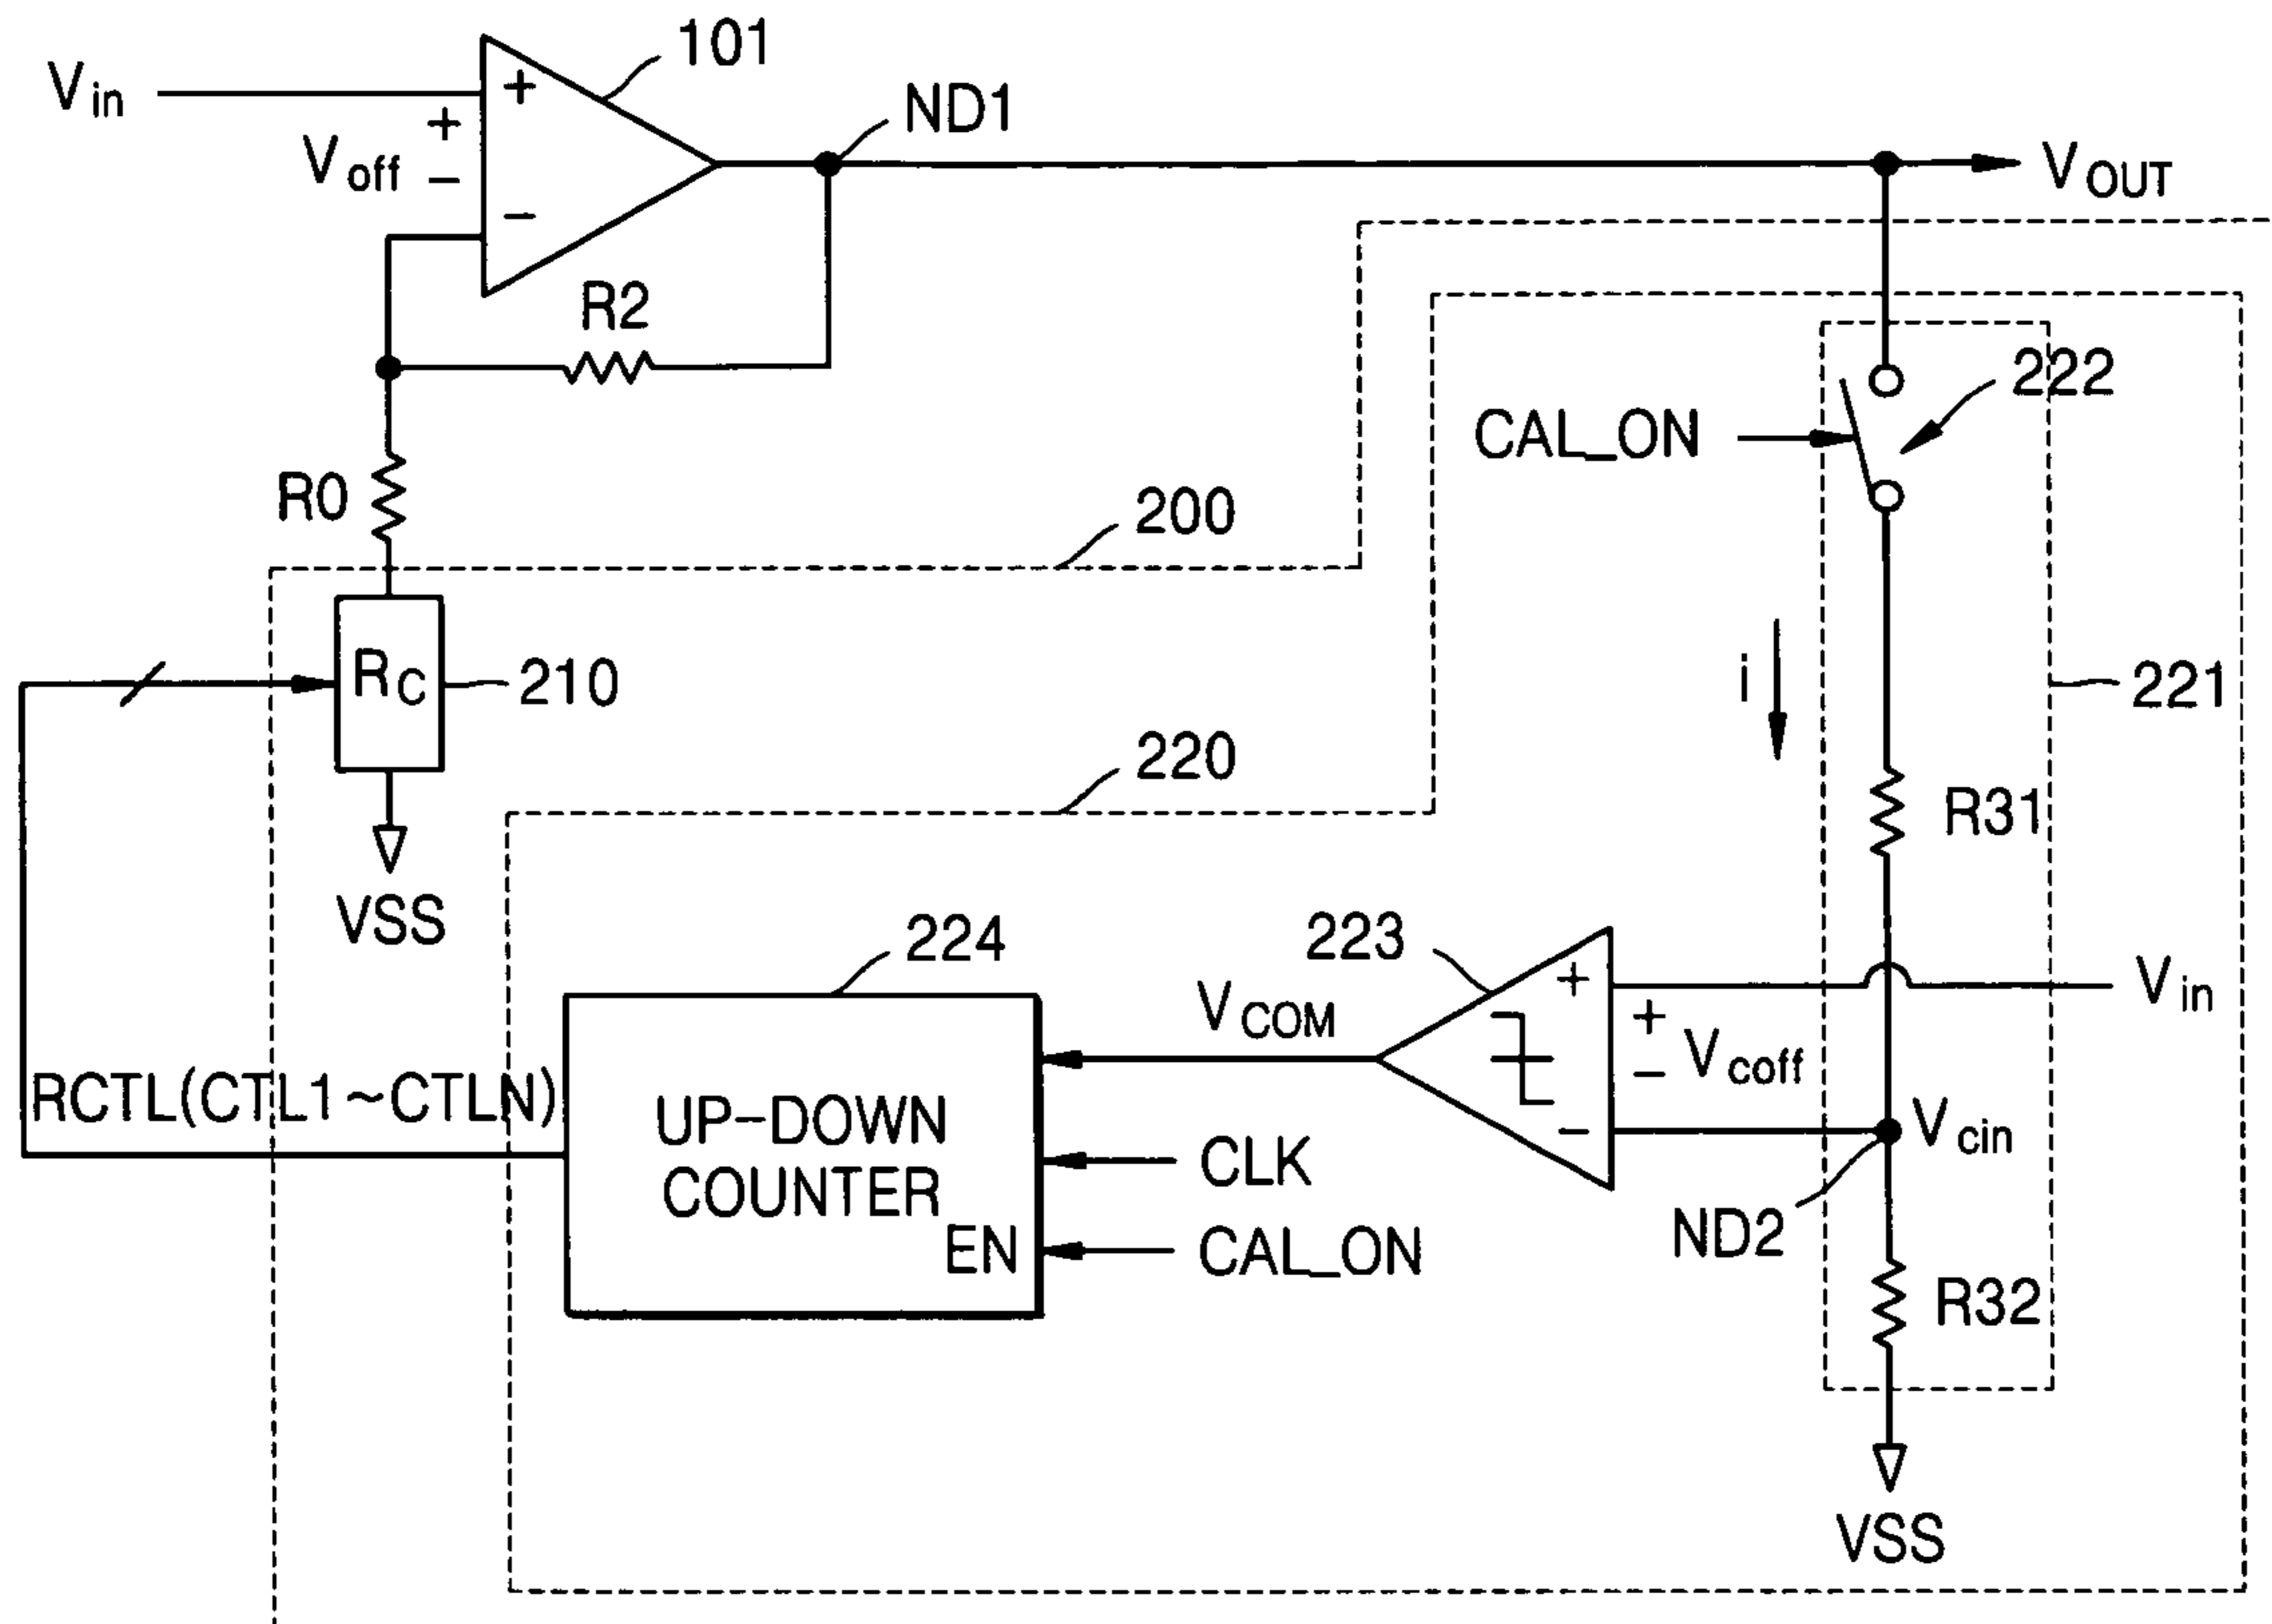 101
Vin
+
ND1
+
Voff
−
VOUT
−
R2
222
CAL_ON
R0
200
RC
210
i
221
220
R31
VSS
224
223
+
Vin
VCOM
+
Vcoff
−
RCTL(CTL1~CTLN)
UP-DOWN
COUNTER
−
Vcin
CLK
ND2
EN
CAL_ON
R32
VSS